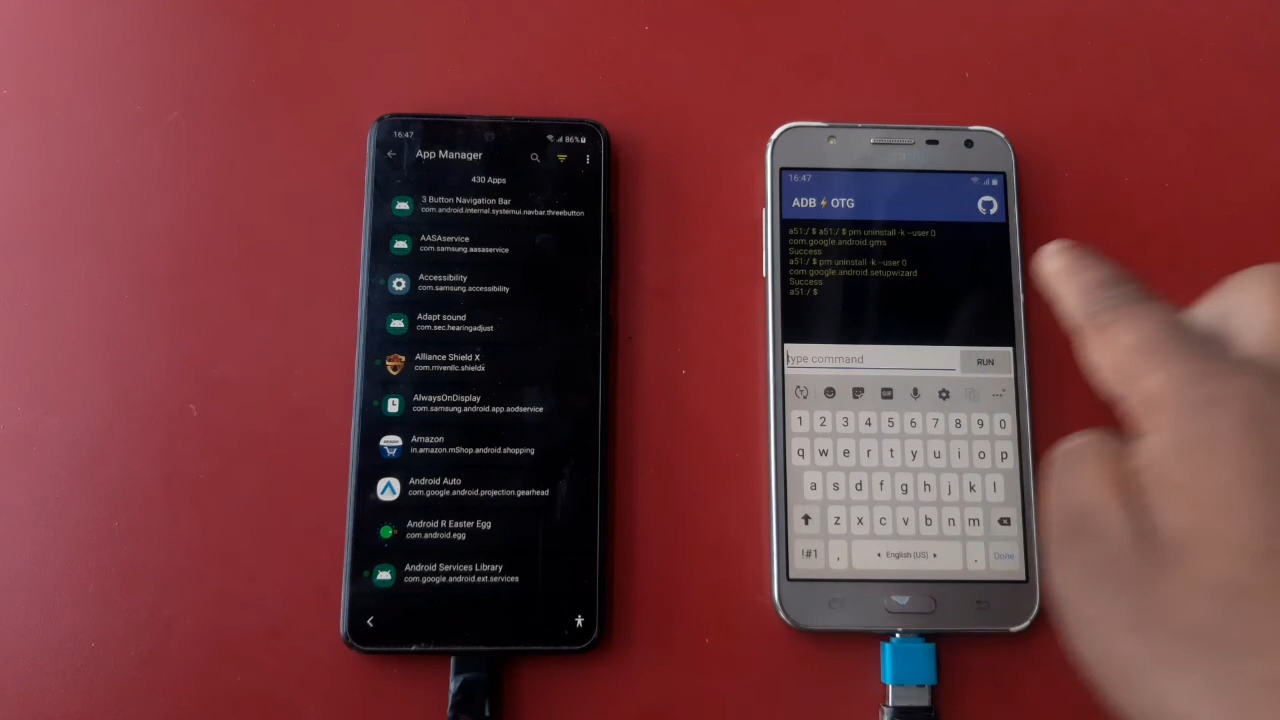 16:47
86%
App Manager
430 Apps
3 Button Navigation Bar
com.android.internal.systemui.navbar.threebutton
AASAservice
com.samsung.aasaservice
Accessibility
com.samsung.accessibility
Adapt sound
com.sec.hearingadjust
Alliance Shield X
com.rrivenllc.shieldx
AlwaysOnDisplay
com.samsung.android.app.aodservice
Amazon
in.amazon.mShop.android.shopping
Android Auto
com.google.android.projection.gearhead
Android R Easter Egg
com.android.egg
Android Services Library
com.google.android.ext.services
16:47
ADB⚡OTG
a51:/ $ a51:/ $ pm uninstall -k --user 0
com.google.android.gms
Success
a51:/ $ pm uninstall -k --user 0
com.google.android.setupwizard
Success
a51:/ $
type command
RUN
GIF
1 2 3 4 5 6 7 8 9 0
q w e r t y u i o p
a s d f g h j k l
z x c v b n m
!#1 , English (US) . Done